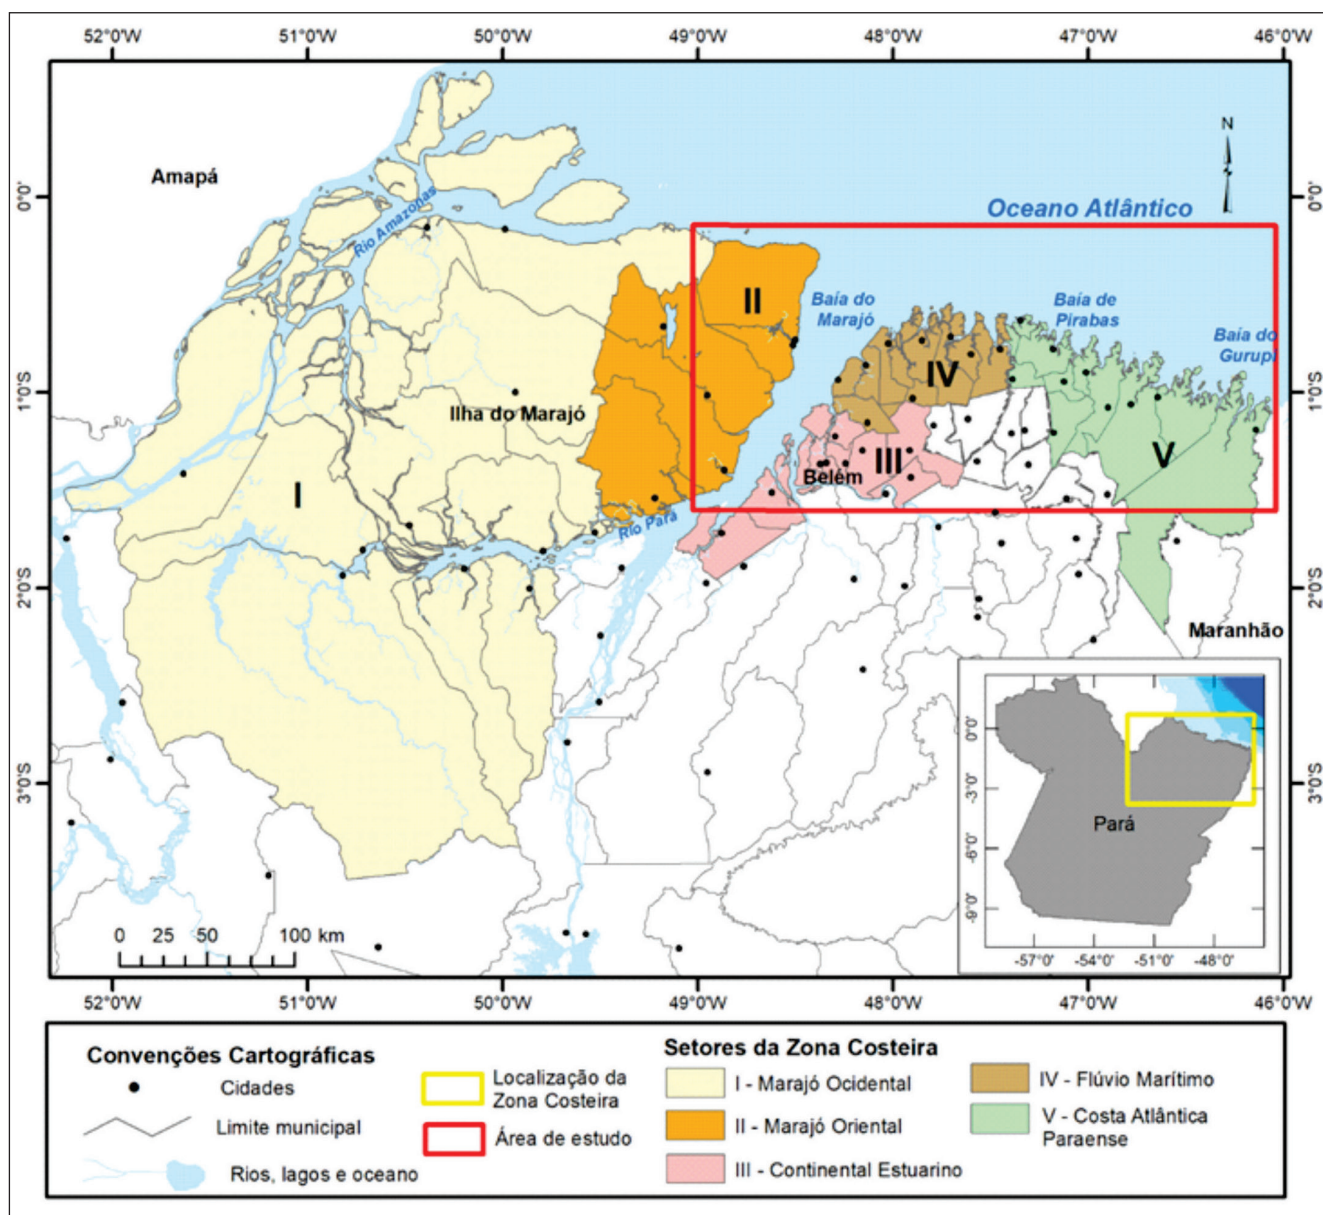 52°0'W 51°0'W 50°0'W 49°0'W 48°0'W 47°0'W 46°0'W
N
Amapá
0°0'
0°0'
Rio Amazonas
Oceano Atlântico
II
Baía do
Marajó
Baía de
Pirabas
Baía do
Gurupi
IV
1°0'S
1°0'S
Ilha do Marajó
V
III
Belém
I
Rio Pará
2°0'S
2°0'S
Maranhão
3°0'S
3°0'S
0°0'
-3°0'
-6°0'
-9°0'
Pará
-57°0' -54°0' -51°0' -48°0'
0 25 50 100 km
52°0'W 51°0'W 50°0'W 49°0'W 48°0'W 47°0'W 46°0'W
Convenções Cartográficas
Cidades
Limite municipal
Rios, lagos e oceano
Localização da
Zona Costeira
Área de estudo
Setores da Zona Costeira
I - Marajó Ocidental
II - Marajó Oriental
III - Continental Estuarino
IV - Flúvio Marítimo
V - Costa Atlântica
Paraense